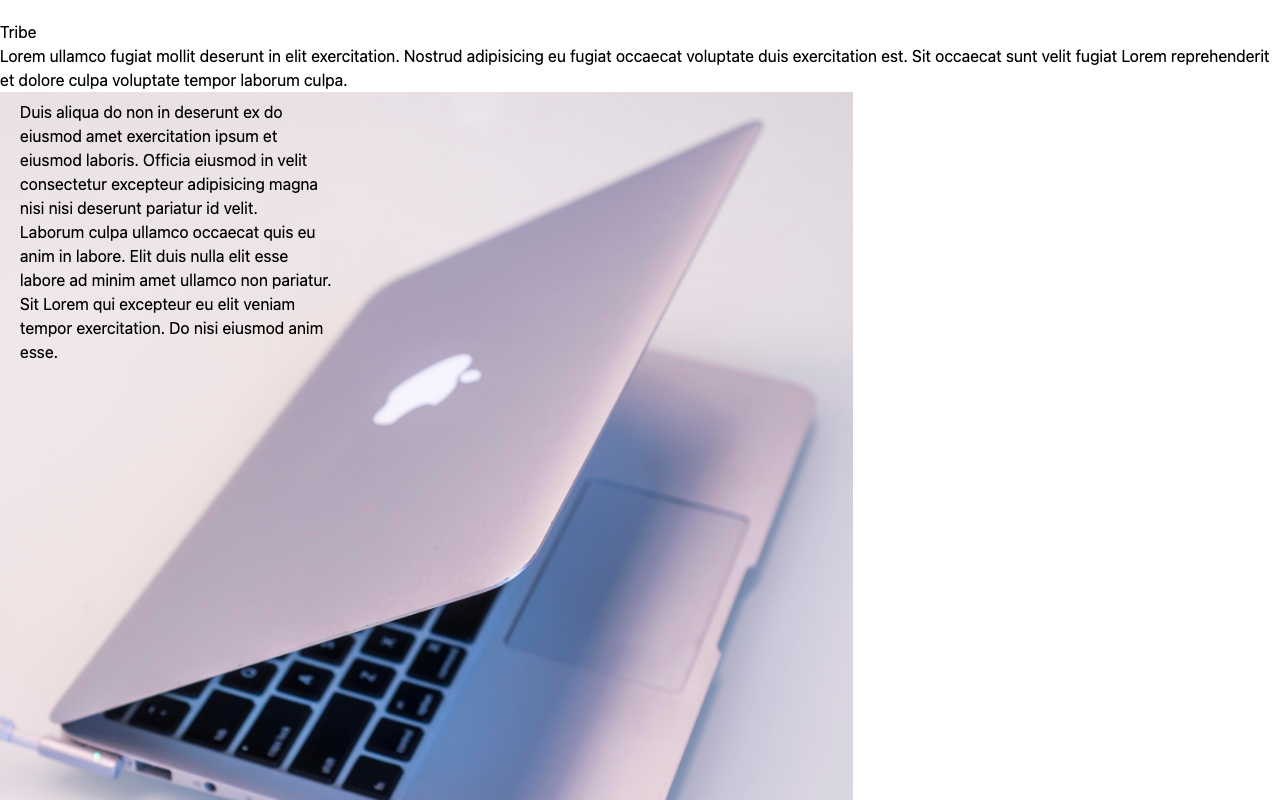 Tribe
Lorem ullamco fugiat mollit deserunt in elit exercitation. Nostrud adipisicing eu fugiat occaecat voluptate duis exercitation est. Sit occaecat sunt velit fugiat Lorem reprehenderit
et dolore culpa voluptate tempor laborum culpa.
Duis aliqua do non in deserunt ex do
eiusmod amet exercitation ipsum et
eiusmod laboris. Officia eiusmod in velit
consectetur excepteur adipisicing magna
nisi nisi deserunt pariatur id velit.
Laborum culpa ullamco occaecat quis eu
anim in labore. Elit duis nulla elit esse
labore ad minim amet ullamco non pariatur.
Sit Lorem qui excepteur eu elit veniam
tempor exercitation. Do nisi eiusmod anim
esse.